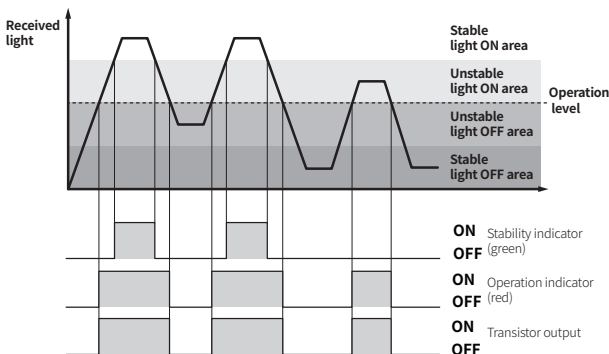 Received
light
Stable
light ON area
Unstable
light ON area
Operation
level
Unstable
light OFF area
Stable
light OFF area
ON
OFF
Stability indicator
(green)
ON
OFF
Operation indicator
(red)
ON
OFF
Transistor output